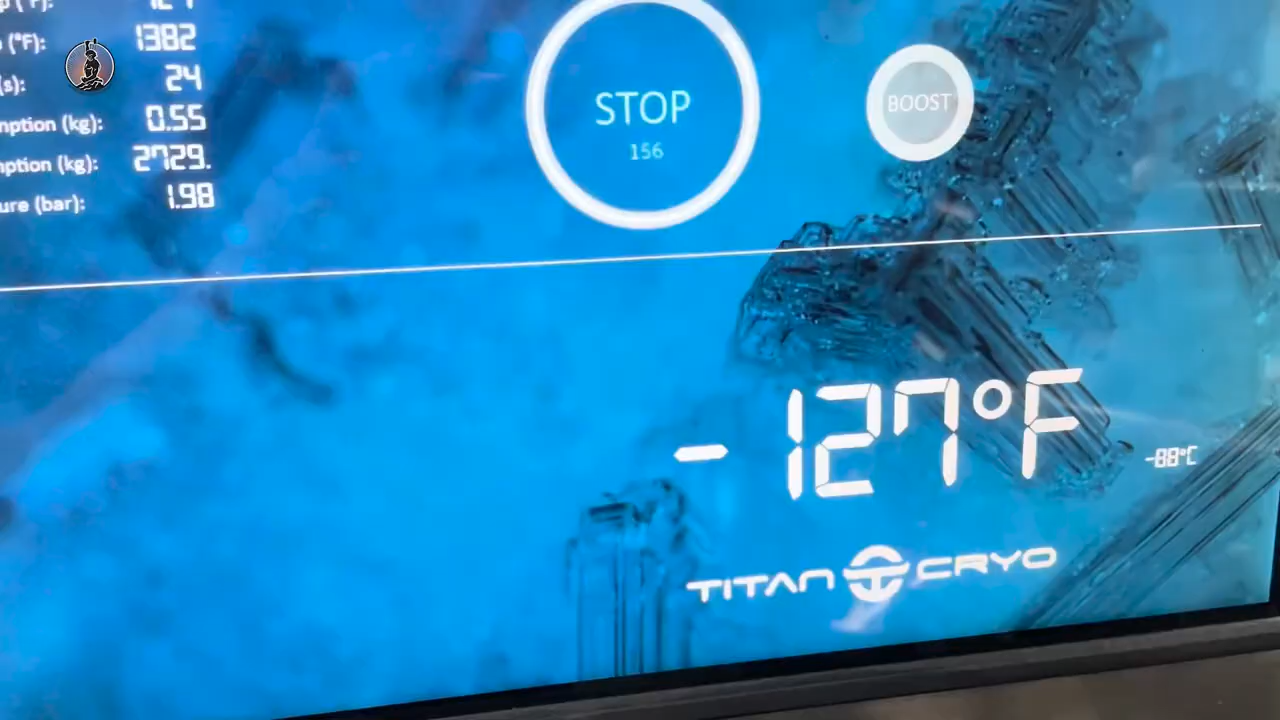 (°F): 1382
(s): 24
mption (kg): 0.55
mption (kg): 2729.
ure (bar): 1.98
STOP
156
BOOST
-127°F
-88°C
TITAN CRYO